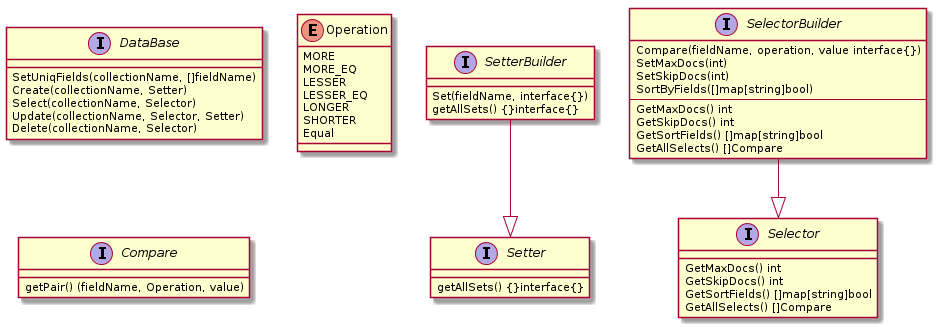 I DataBase
SetUniqFields(collectionName, []fieldName)
Create(collectionName, Setter)
Select(collectionName, Selector)
Update(collectionName, Selector, Setter)
Delete(collectionName, Selector)
E Operation
MORE
MORE_EQ
LESSER
LESSER_EQ
LONGER
SHORTER
Equal
I SetterBuilder
Set(fieldName, interface{})
getAllSets() {}interface{}
I SelectorBuilder
Compare(fieldName, operation, value interface{})
SetMaxDocs(int)
SetSkipDocs(int)
SortByFields([]map[string]bool)
GetMaxDocs() int
GetSkipDocs() int
GetSortFields() []map[string]bool
GetAllSelects() []Compare
I Compare
getPair() (fieldName, Operation, value)
I Setter
getAllSets() {}interface{}
I Selector
GetMaxDocs() int
GetSkipDocs() int
GetSortFields() []map[string]bool
GetAllSelects() []Compare